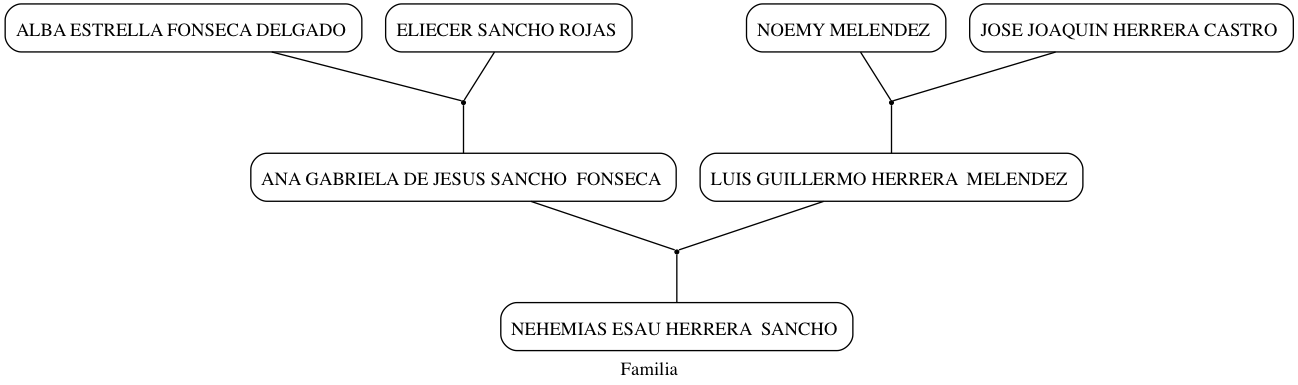 ALBA ESTRELLA FONSECA DELGADO
ELIECER SANCHO ROJAS
NOEMY MELENDEZ
JOSE JOAQUIN HERRERA CASTRO
ANA GABRIELA DE JESUS SANCHO  FONSECA
LUIS GUILLERMO HERRERA  MELENDEZ
NEHEMIAS ESAU HERRERA  SANCHO
Familia